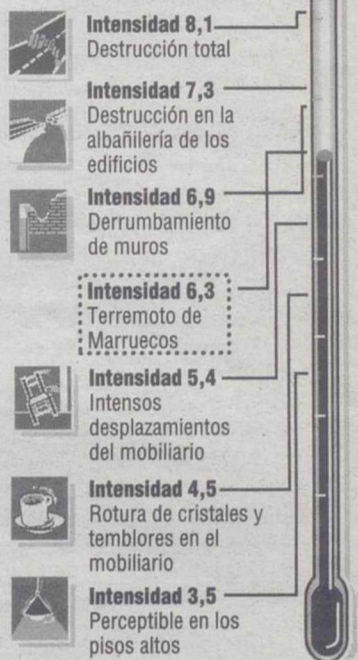 Intensidad 8,1
Destrucción total
Intensidad 7,3
Destrucción en la
albañilería de los
edificios
Intensidad 6,9
Derrumbamiento
de muros
Intensidad 6,3
Terremoto de
Marruecos
Intensidad 5,4
Intensos
desplazamientos
del mobiliario
Intensidad 4,5
Rotura de cristales y
temblores en el
mobiliario
Intensidad 3,5
Perceptible en los
pisos altos